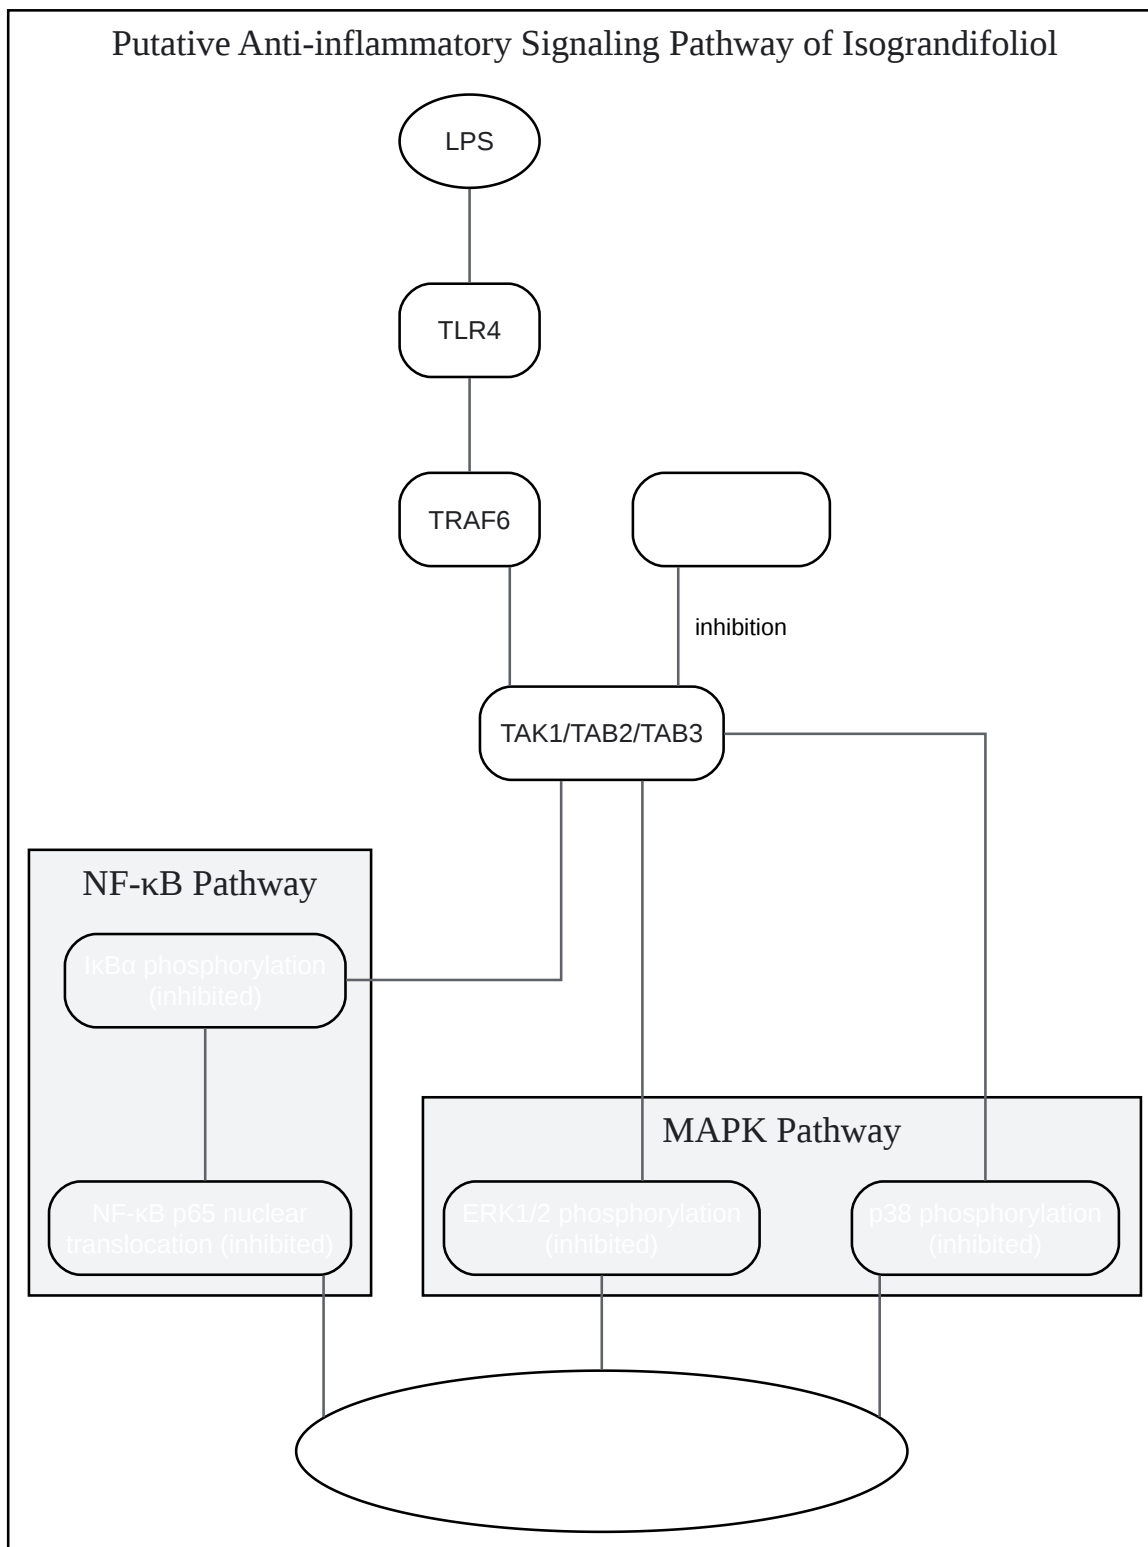 Putative Anti-inflammatory Signaling Pathway of Isograndifoliol
LPS
TLR4
TRAF6
inhibition
TAK1/TAB2/TAB3
NF-κB Pathway
IκBα phosphorylation
(inhibited)
MAPK Pathway
NF-κB p65 nuclear
translocation (inhibited)
ERK1/2 phosphorylation
(inhibited)
p38 phosphorylation
(inhibited)